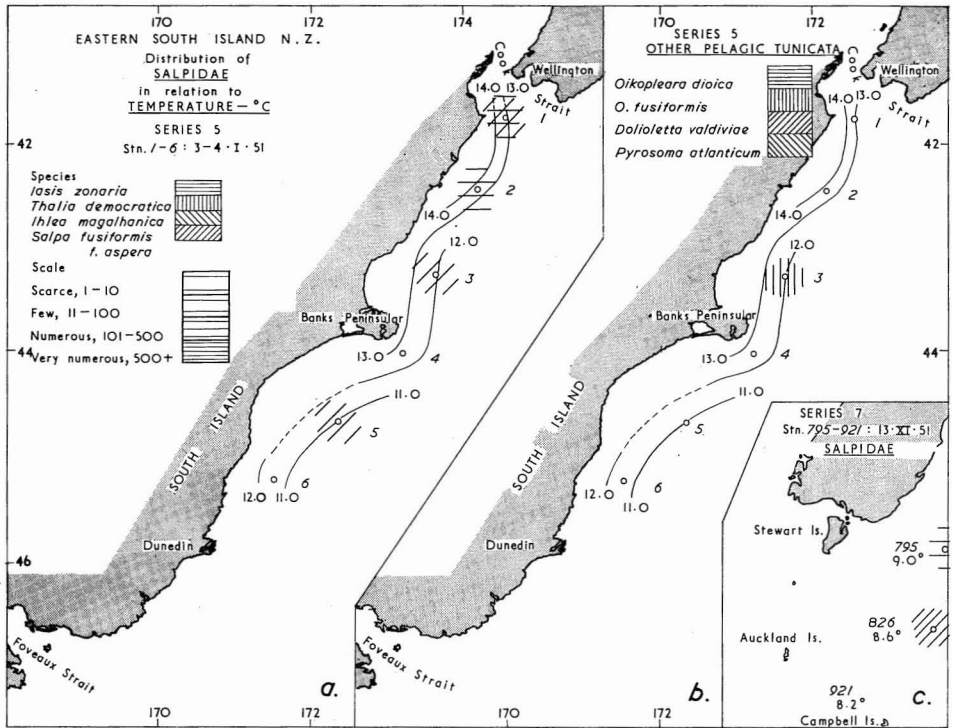 170
172
174
EASTERN SOUTH ISLAND N.Z.
Distribution of
SALPIDAE
in relation to
TEMPERATURE — °C
SERIES 5
Stn. 1-6 : 3-4·I·51
42
Species
Iasis zonaria
Thalia democratica
Ihlea magalhanica
Salpa fusiformis
f. aspera
Scale
Scarce, 1-10
Few, 11-100
Numerous, 101-500
Very numerous, 500+
44
46
Cook
Strait
Wellington
14.0
13.0
1
2
14.0
12.0
3
Banks Peninsular
13.0
4
11.0
5
SOUTH ISLAND
12.0
11.0
6
Dunedin
Foveaux Strait
a.
170
172
170
172
SERIES 5
OTHER PELAGIC TUNICATA
Oikopleara dioica
O. fusiformis
Dolioletta valdiviae
Pyrosoma atlanticum
Cook
Strait
Wellington
14.0
13.0
1
42
2
14.0
12.0
3
Banks Peninsular
13.0
4
44
11.0
5
SOUTH ISLAND
12.0
11.0
6
Dunedin
Foveaux Strait
b.
170
SERIES 7
Stn. 795-921 : 13·XI·51
SALPIDAE
Stewart Is.
795
9.0°
826
8.6°
Auckland Is.
921
8.2°
Campbell Is.
c.